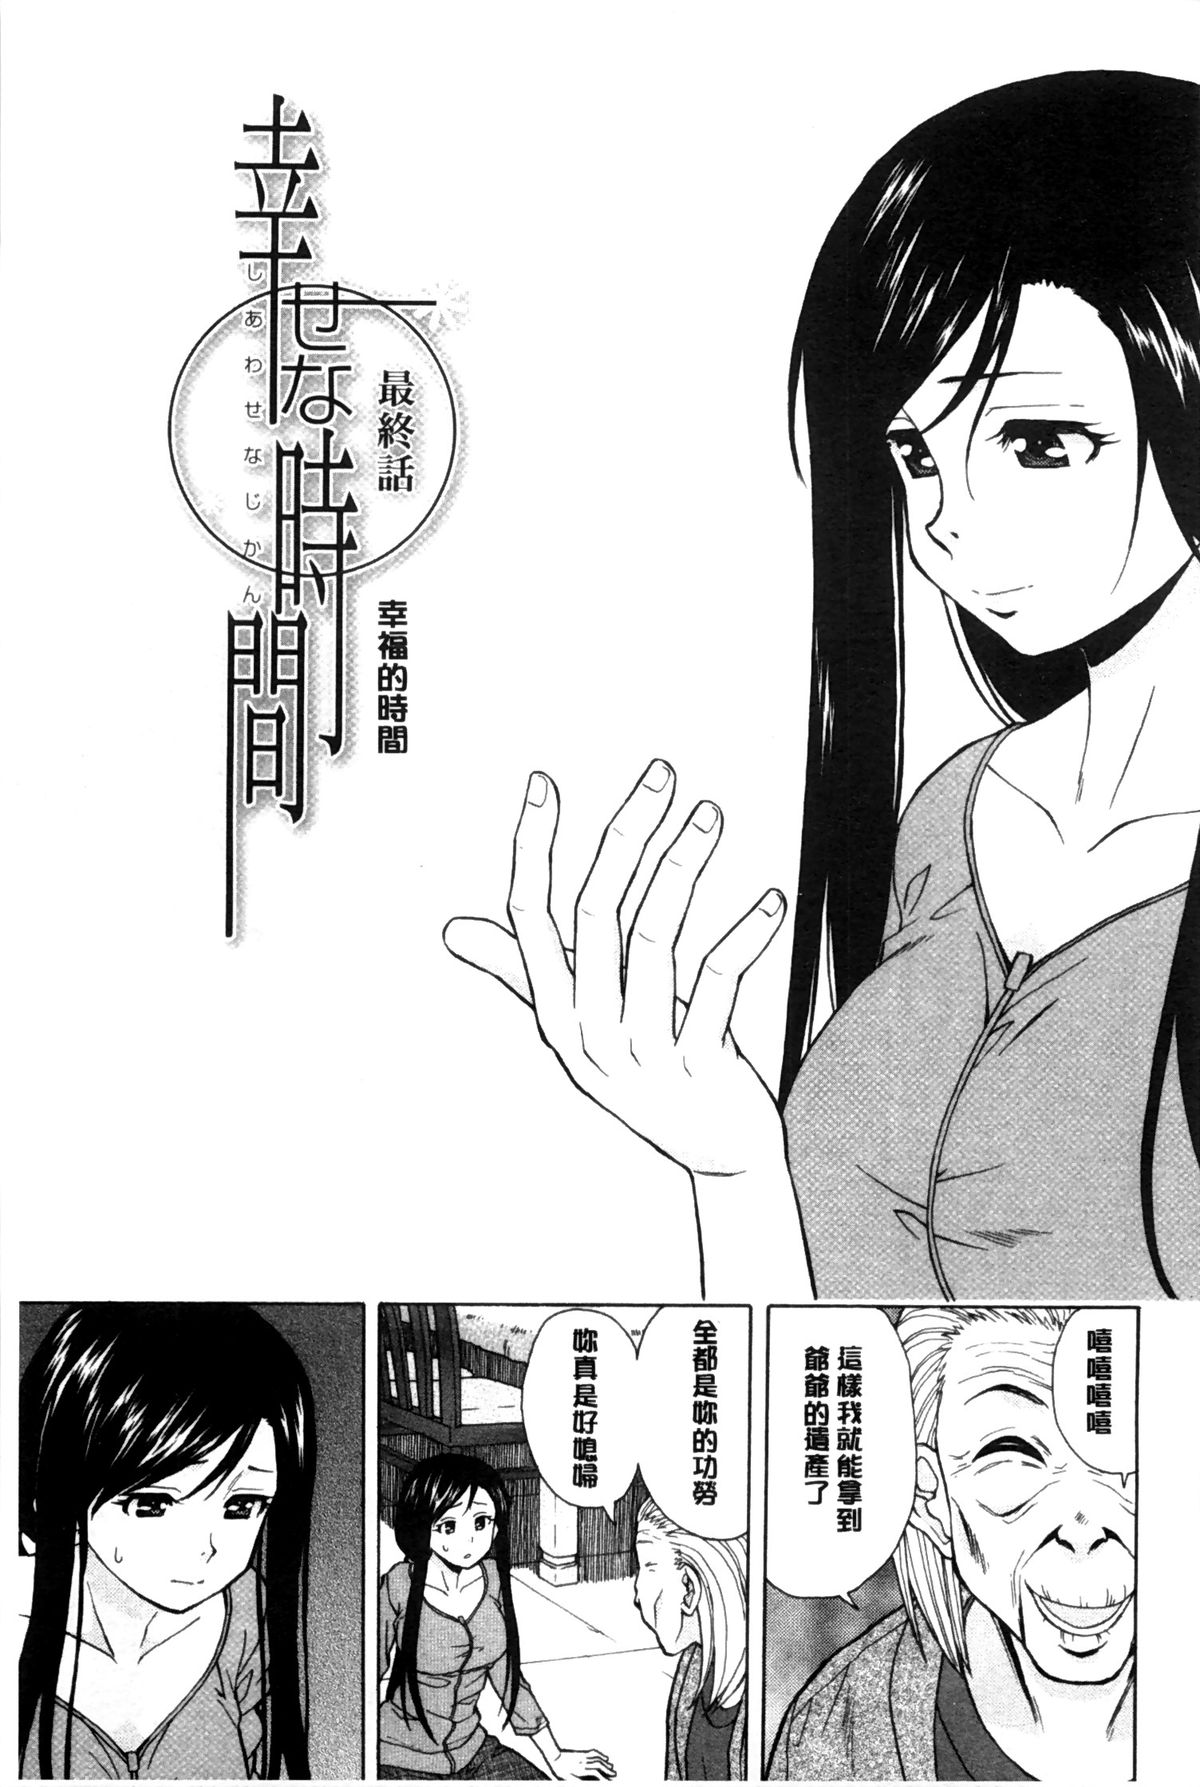 幸せな時間
しあわせなじかん
最終話
幸福的時間
嘻嘻嘻嘻
這樣我就能拿到
爺爺的遺產了
全都是妳的功勞
妳真是好媳婦